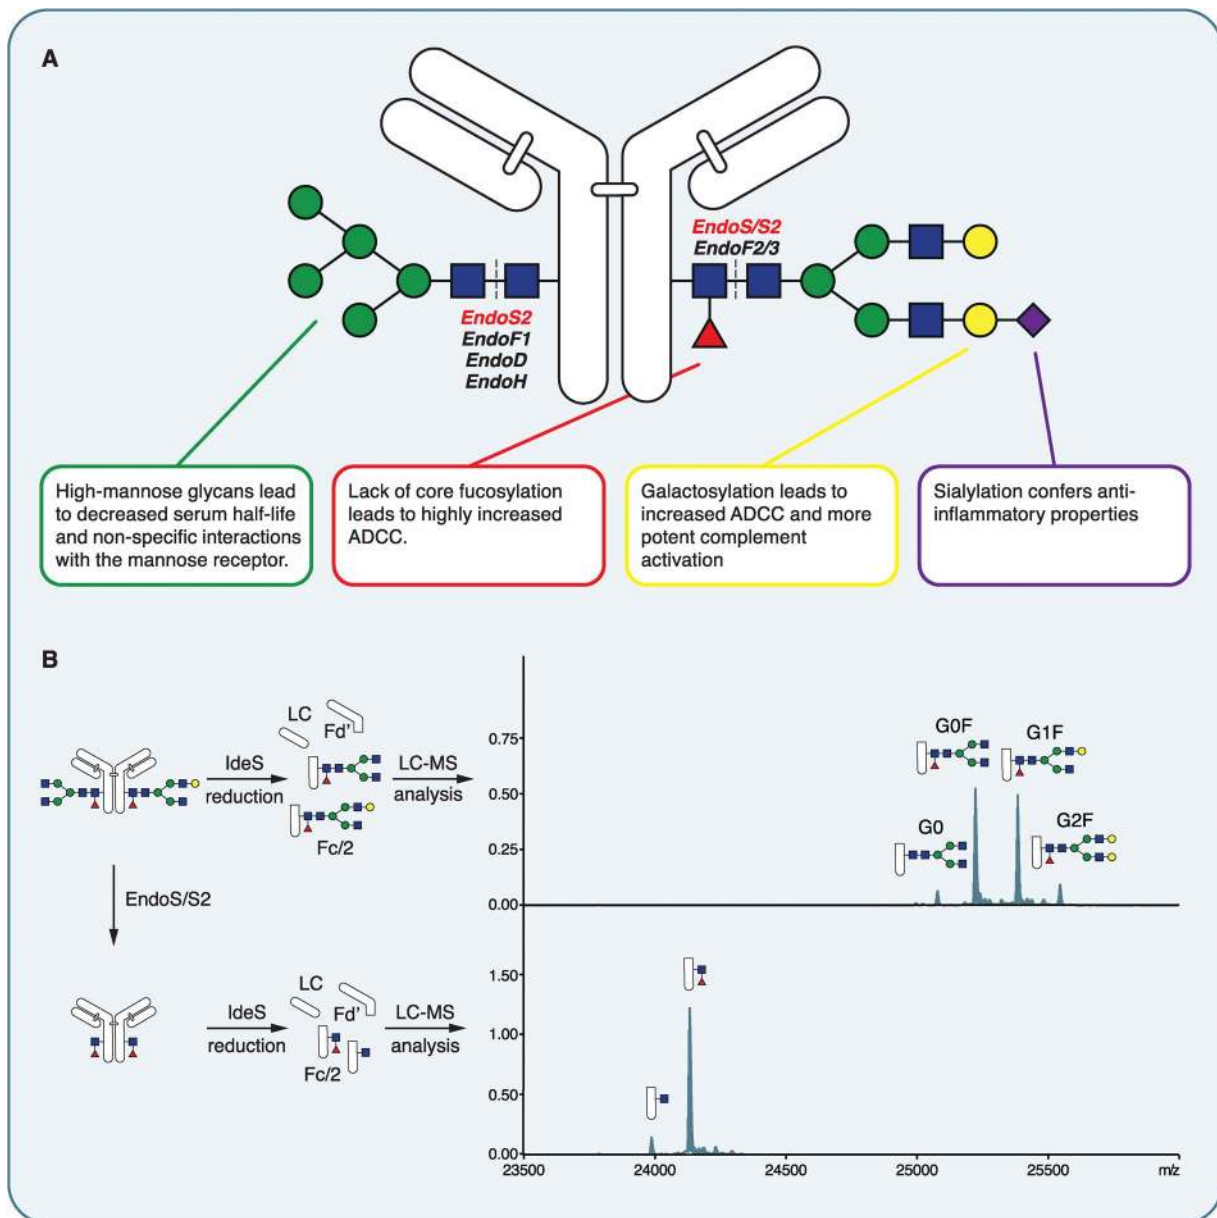 A
EndoS/S2
EndoF2/3
EndoS2
EndoF1
EndoD
EndoH
High-mannose glycans lead
to decreased serum half-life
and non-specific interactions
with the mannose receptor.
Lack of core fucosylation
leads to highly increased
ADCC.
Galactosylation leads to
increased ADCC and more
potent complement
activation
Sialylation confers anti-
inflammatory properties
B
LC
Fd'
IdeS
reduction
LC-MS
analysis
Fc/2
EndoS/S2
0.75
0.50
0.25
0.00
G0F
G1F
G0
G2F
LC
Fd'
IdeS
reduction
LC-MS
analysis
Fc/2
1.50
1.00
0.50
0.00
23500
24000
24500
25000
25500
m/z